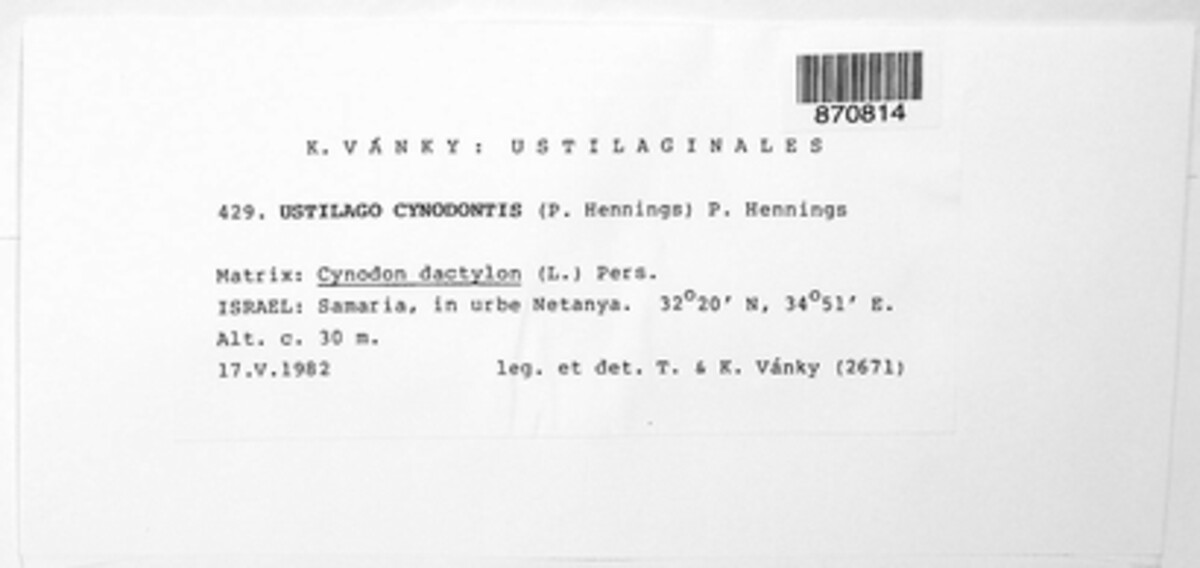 870814
K. VÁNKY: USTILAGINALES
429. USTILAGO CYNODONTIS (P. Hennings) P. Hennings
Matrix: Cynodon dactylon (L.) Pers.
ISRAEL: Samaria, in urbe Netanya. 32°20' N, 34°51' E.
Alt. c. 30 m.
17.V.1982 leg. et det. T. & K. Vánky (2671)